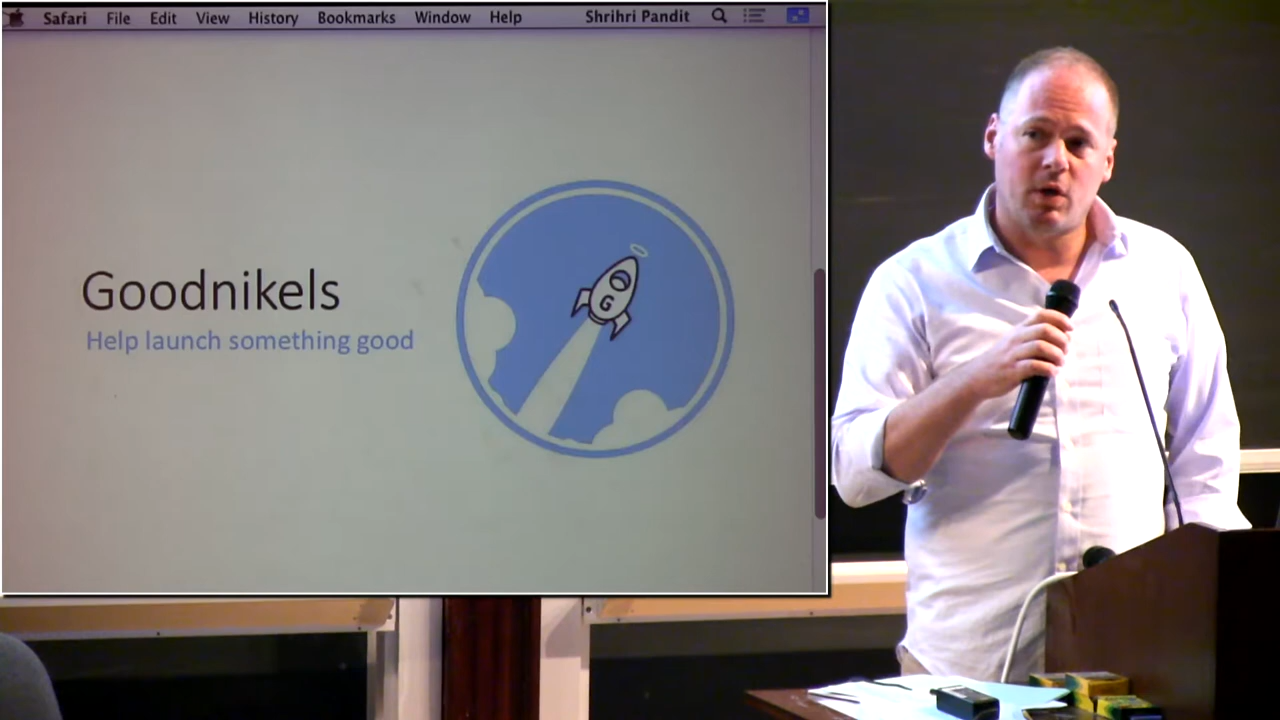 Safari File Edit View History Bookmarks Window Help Shrihri Pandit
Goodnikels
Help launch something good
G